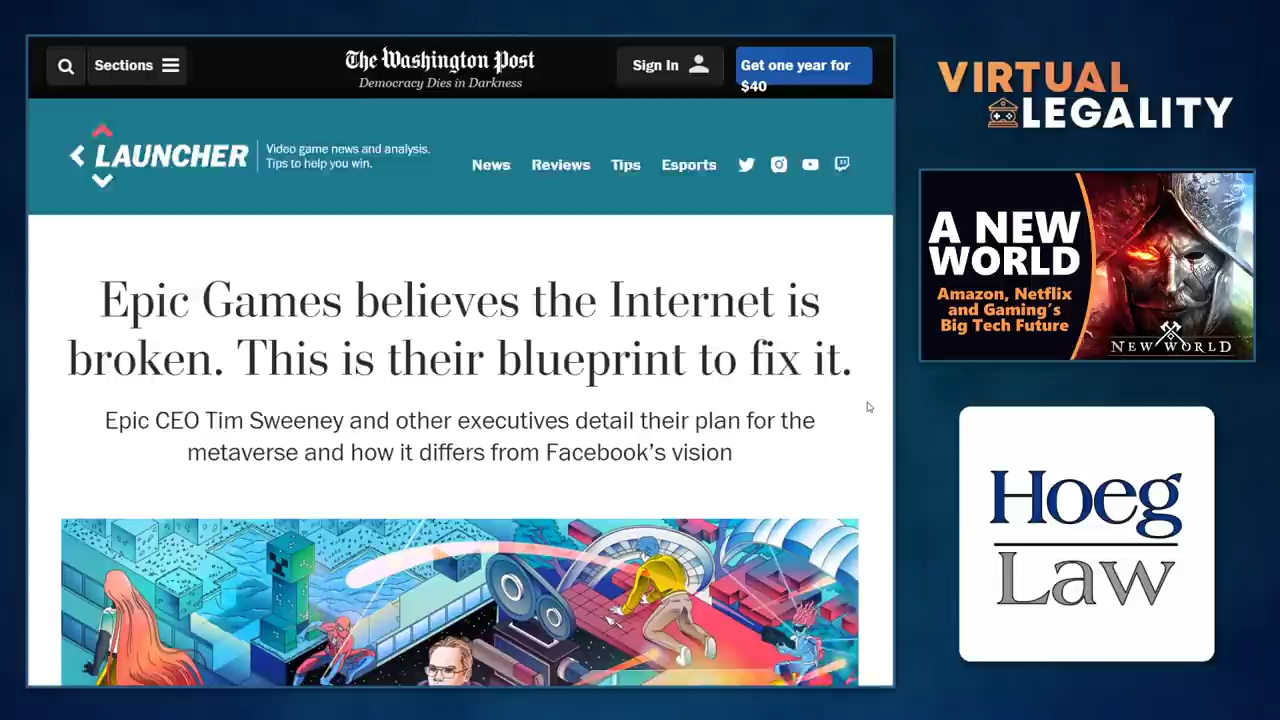 Sections
The Washington Post
Democracy Dies in Darkness
Sign In
Get one year for
$40
LAUNCHER
Video game news and analysis.
Tips to help you win.
News
Reviews
Tips
Esports
Epic Games believes the Internet is
broken. This is their blueprint to fix it.
Epic CEO Tim Sweeney and other executives detail their plan for the
metaverse and how it differs from Facebook's vision
VIRTUAL
LEGALITY
A NEW
WORLD
Amazon, Netflix
and Gaming's
Big Tech Future
NEW WORLD
Hoeg
Law